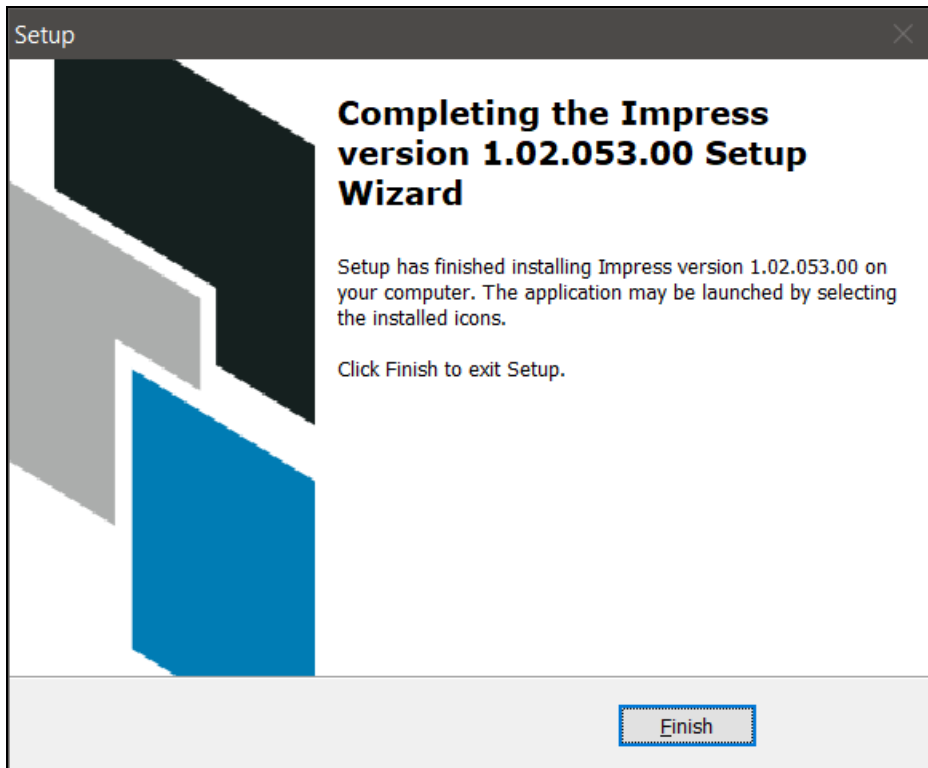 Setup
Completing the Impress
version 1.02.053.00 Setup
Wizard
Setup has finished installing Impress version 1.02.053.00 on
your computer. The application may be launched by selecting
the installed icons.
Click Finish to exit Setup.
Finish